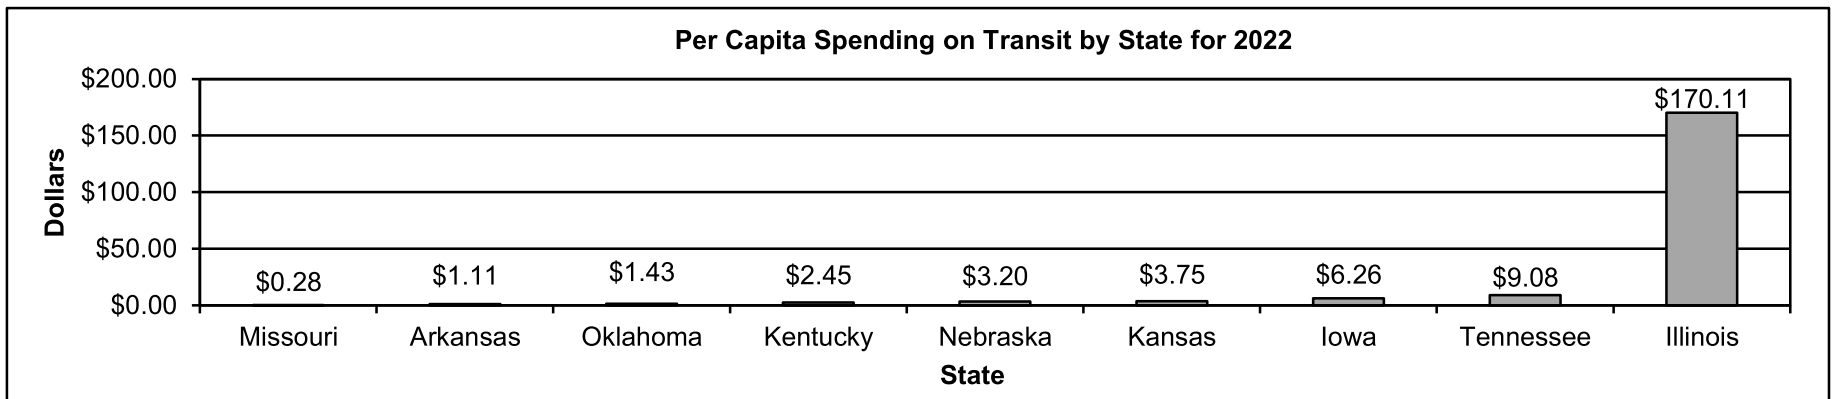 Per Capita Spending on Transit by State for 2022
$200.00
$150.00
$100.00
$50.00
$0.00
Dollars
$0.28
$1.11
$1.43
$2.45
$3.20
$3.75
$6.26
$9.08
$170.11
Missouri
Arkansas
Oklahoma
Kentucky
Nebraska
Kansas
Iowa
Tennessee
Illinois
State